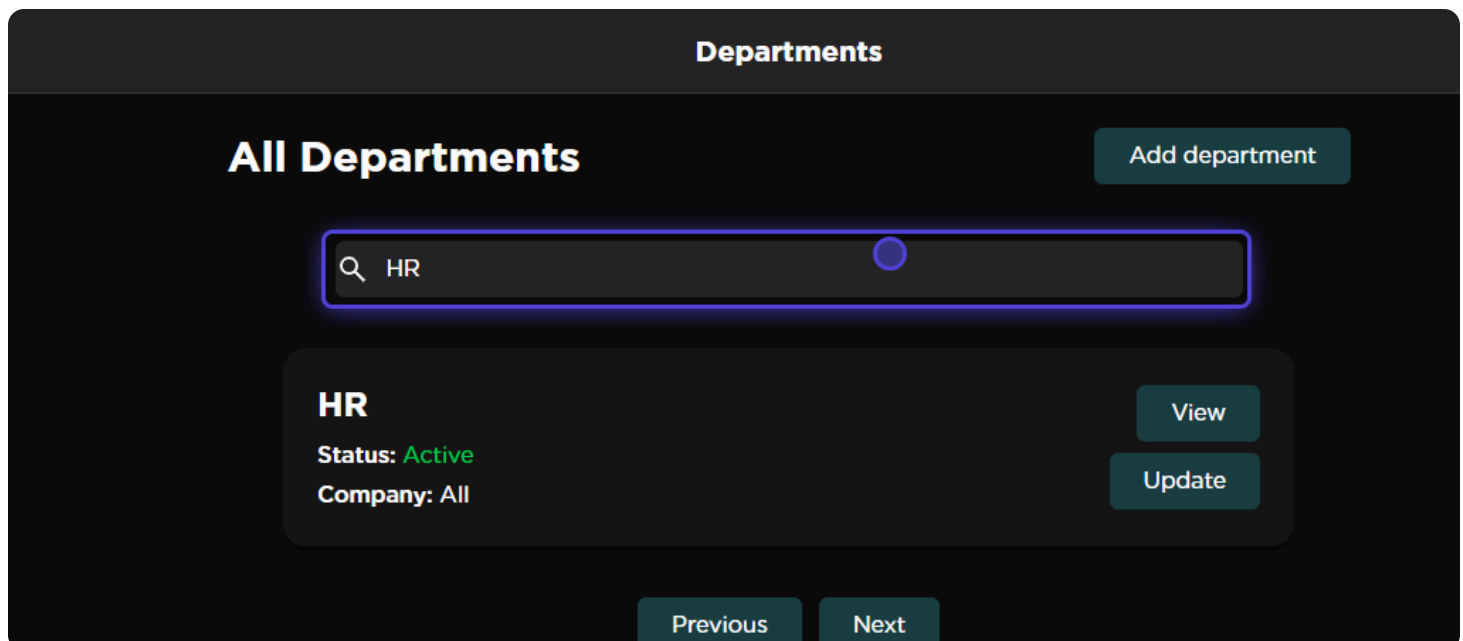 Departments
All Departments
Add department
HR
HR
View
Status: Active
Update
Company: All
Previous
Next